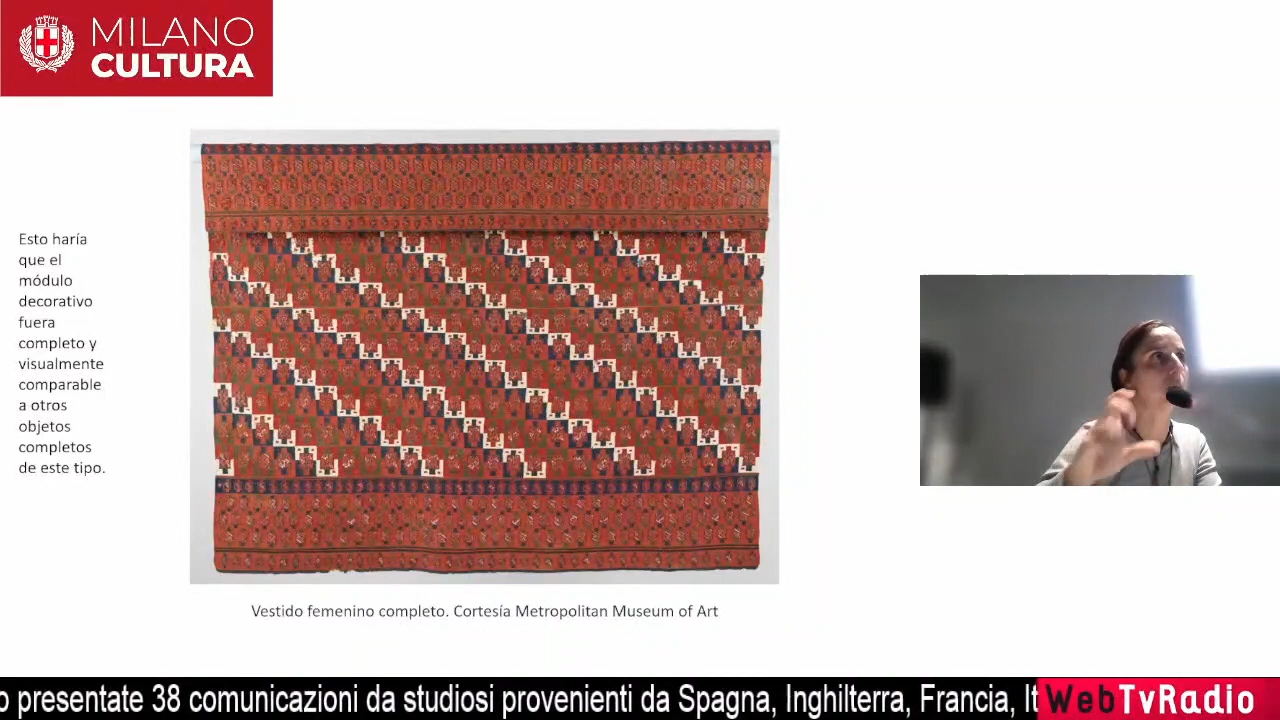 MILANO
CULTURA
Esto haría
que el
módulo
decorativo
fuera
completo y
visualmente
comparable
a otros
objetos
completos
de este tipo.
Vestido femenino completo. Cortesía Metropolitan Museum of Art
o presentate 38 comunicazioni da studiosi provenienti da Spagna, Inghilterra, Francia, It
WebTvRadio